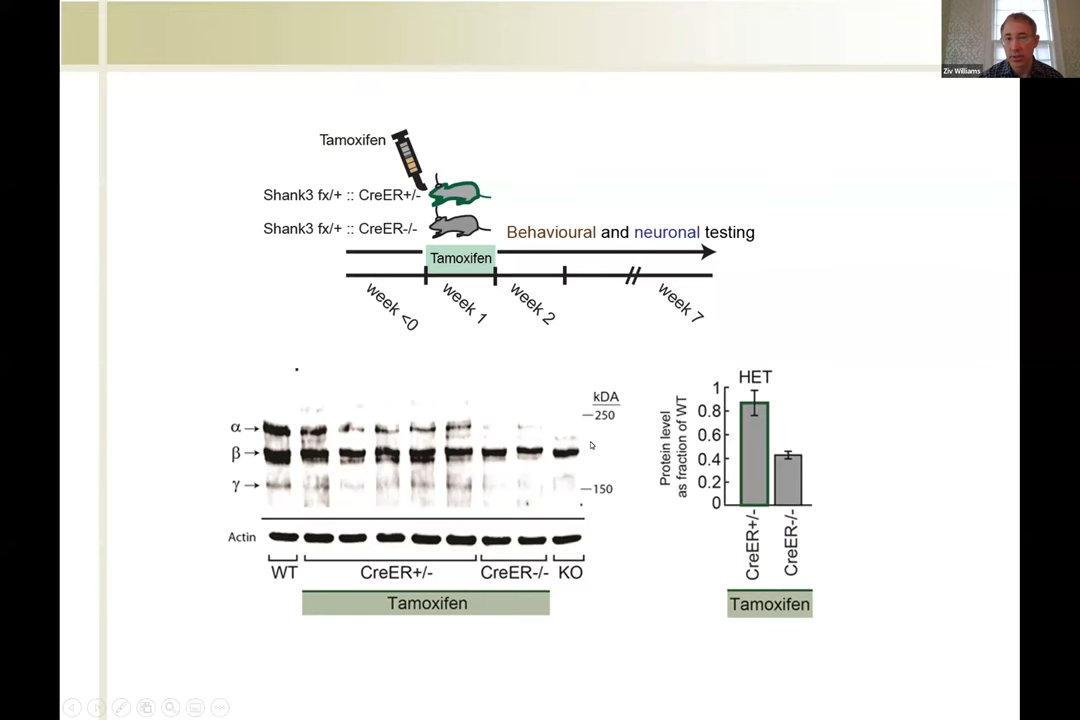 Ziv Williams
Tamoxifen
Shank3 fx/+ :: CreER+/-
Shank3 fx/+ :: CreER-/-
Behavioural and neuronal testing
Tamoxifen
week <0
week 1
week 2
week 7
kDA
250
α
β
γ
150
Actin
WT
CreER+/-
CreER-/-
KO
Tamoxifen
HET
Protein level
as fraction of WT
1
0.8
0.6
0.4
0.2
0
CreER+/-
CreER-/-
Tamoxifen